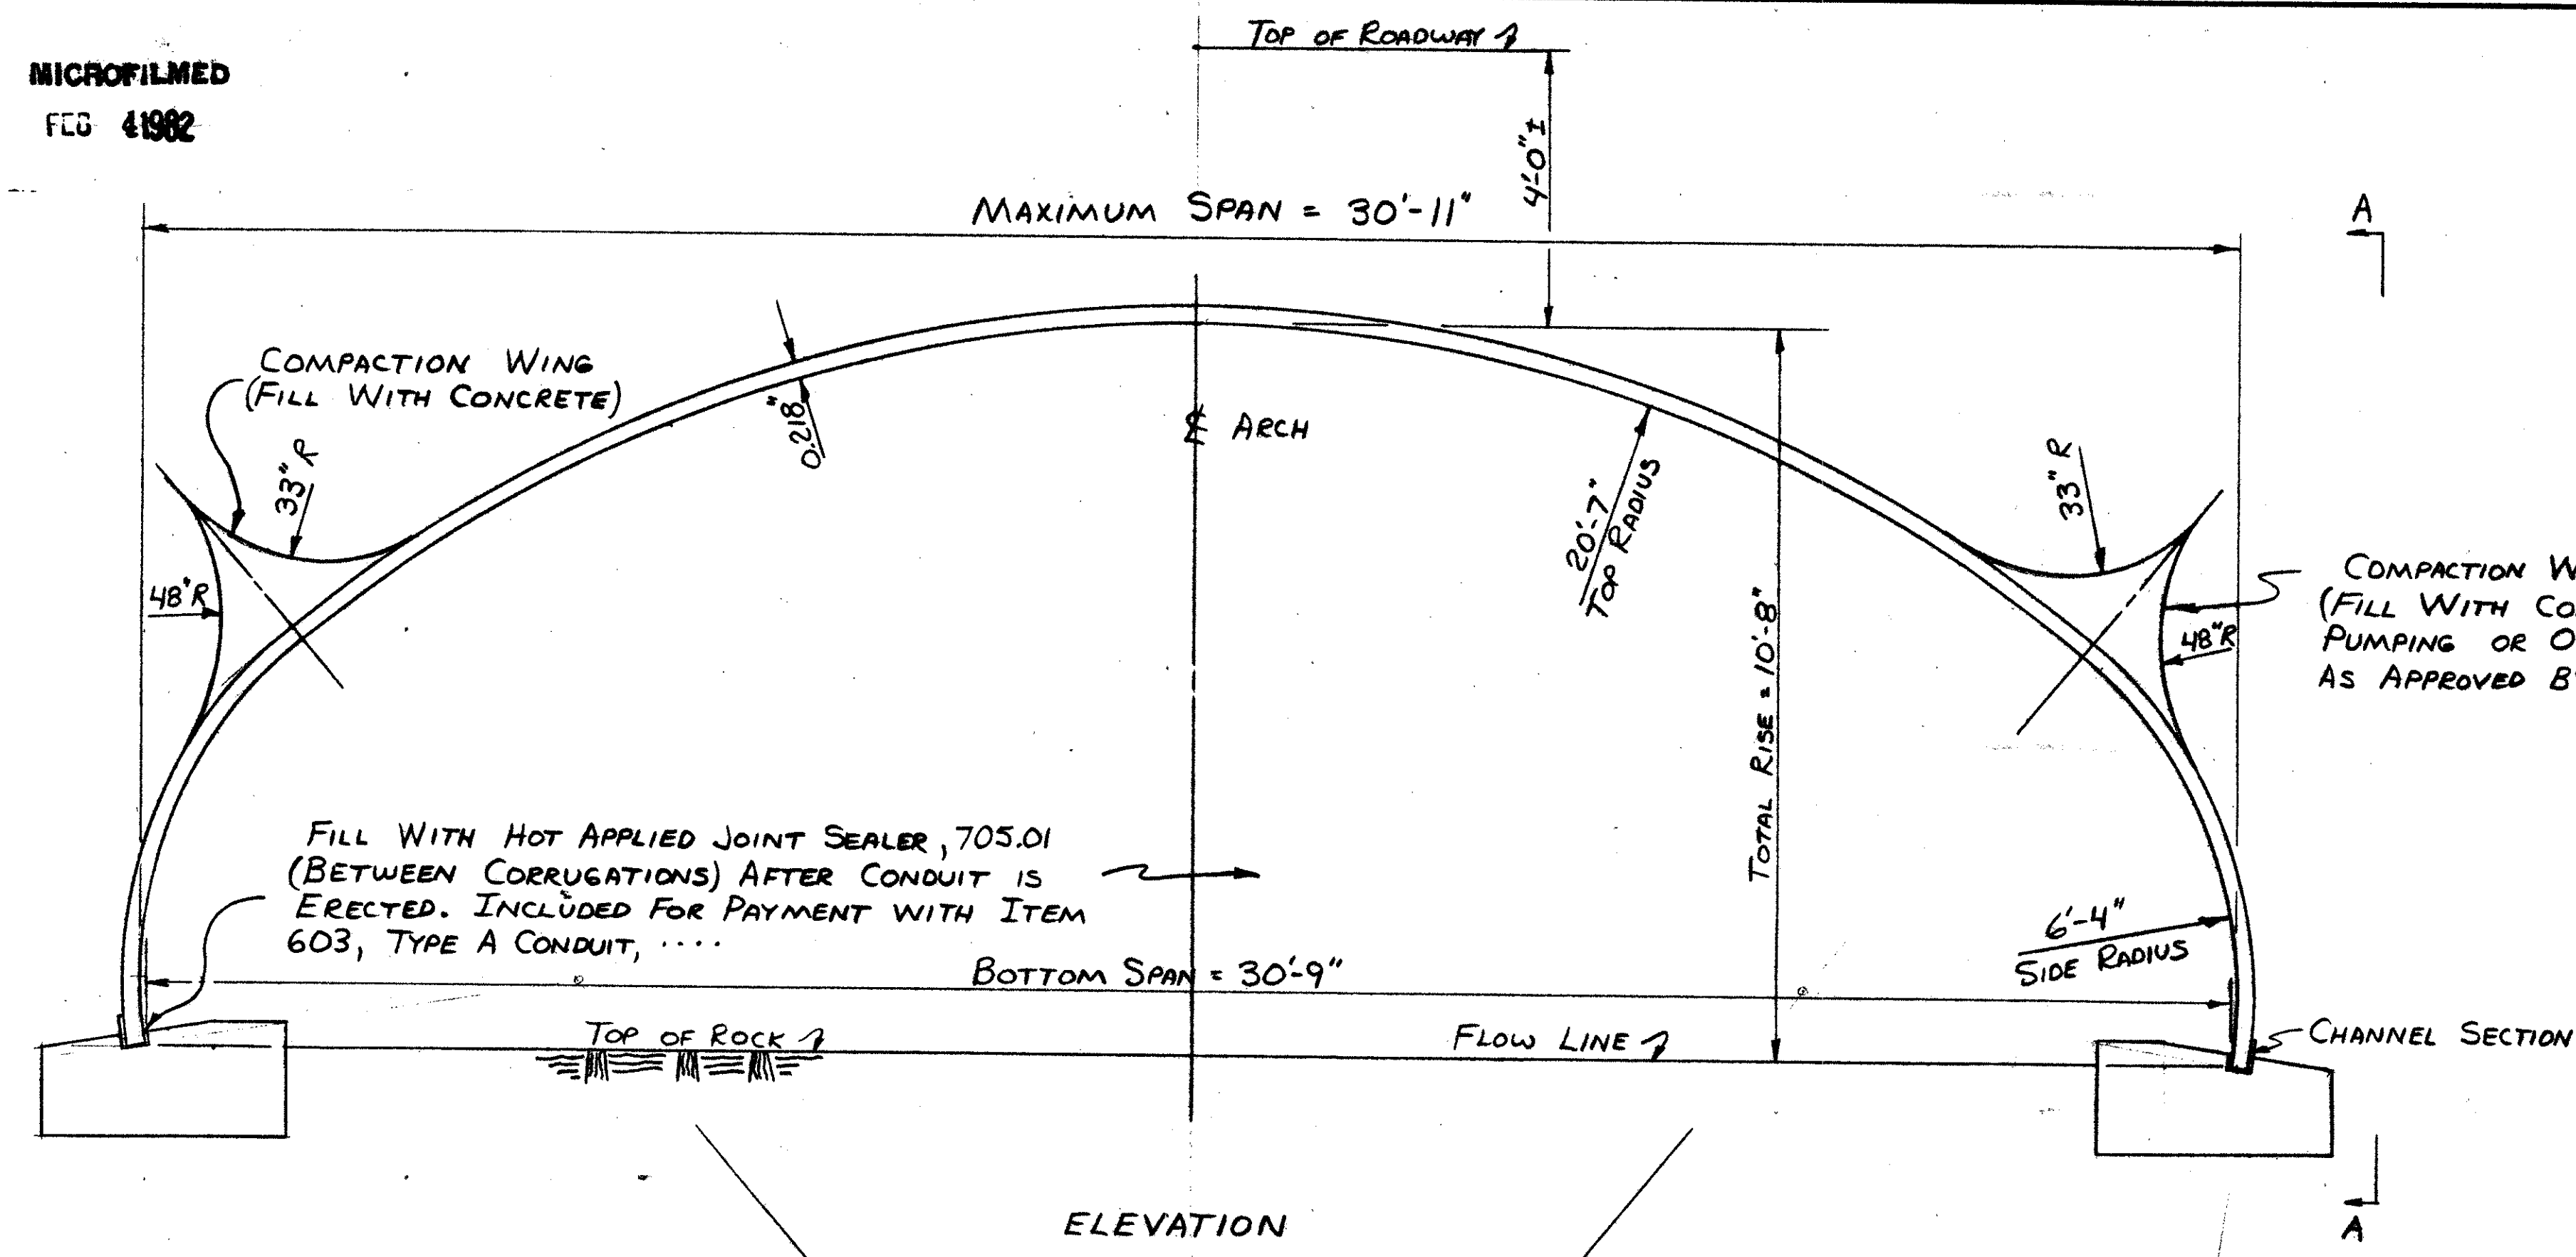 MICROFILMED
FEB 4 1982
TOP OF ROADWAY
4'-0"±
MAXIMUM SPAN = 30'-11"
A
COMPACTION WING
(FILL WITH CONCRETE)
33" R
48" R
0.218"
℄ ARCH
20'-7"
TOP RADIUS
TOTAL RISE = 10'-8"
33" R
48" R
COMPACTION W
(FILL WITH CO
PUMPING OR O
AS APPROVED B
FILL WITH HOT APPLIED JOINT SEALER, 705.01
(BETWEEN CORRUGATIONS) AFTER CONDUIT IS
ERECTED. INCLUDED FOR PAYMENT WITH ITEM
603, TYPE A CONDUIT, ....
6'-4"
SIDE RADIUS
BOTTOM SPAN = 30'-9"
TOP OF ROCK
FLOW LINE
CHANNEL SECTION
ELEVATION
A